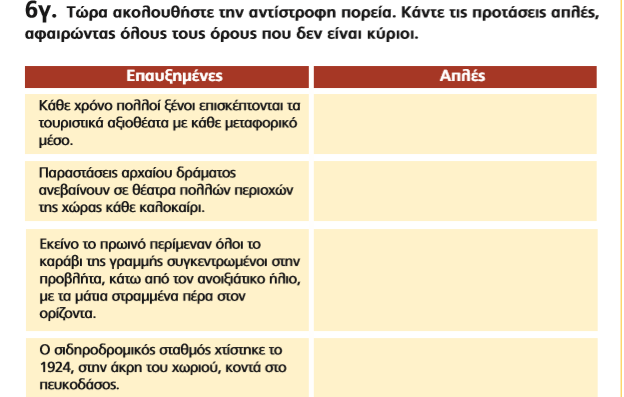 6γ. Τώρα ακολουθήστε την αντίστροφη πορεία. Κάντε τις προτάσεις απλές,
αφαιρώντας όλους τους όρους που δεν είναι κύριοι.
Επαυξημένες
Απλές
Κάθε χρόνο πολλοί ξένοι επισκέπτονται τα
τουριστικά αξιοθέατα με κάθε μεταφορικό
μέσο.
Παραστάσεις αρχαίου δράματος
ανεβαίνουν σε θέατρα πολλών περιοχών
της χώρας κάθε καλοκαίρι.
Εκείνο το πρωινό περίμεναν όλοι το
καράβι της γραμμής συγκεντρωμένοι στην
προβλήτα, κάτω από τον ανοιξιάτικο ήλιο,
με τα μάτια στραμμένα πέρα στον
ορίζοντα.
Ο σιδηροδρομικός σταθμός χτίστηκε το
1924, στην άκρη του χωριού, κοντά στο
πευκοδάσος.